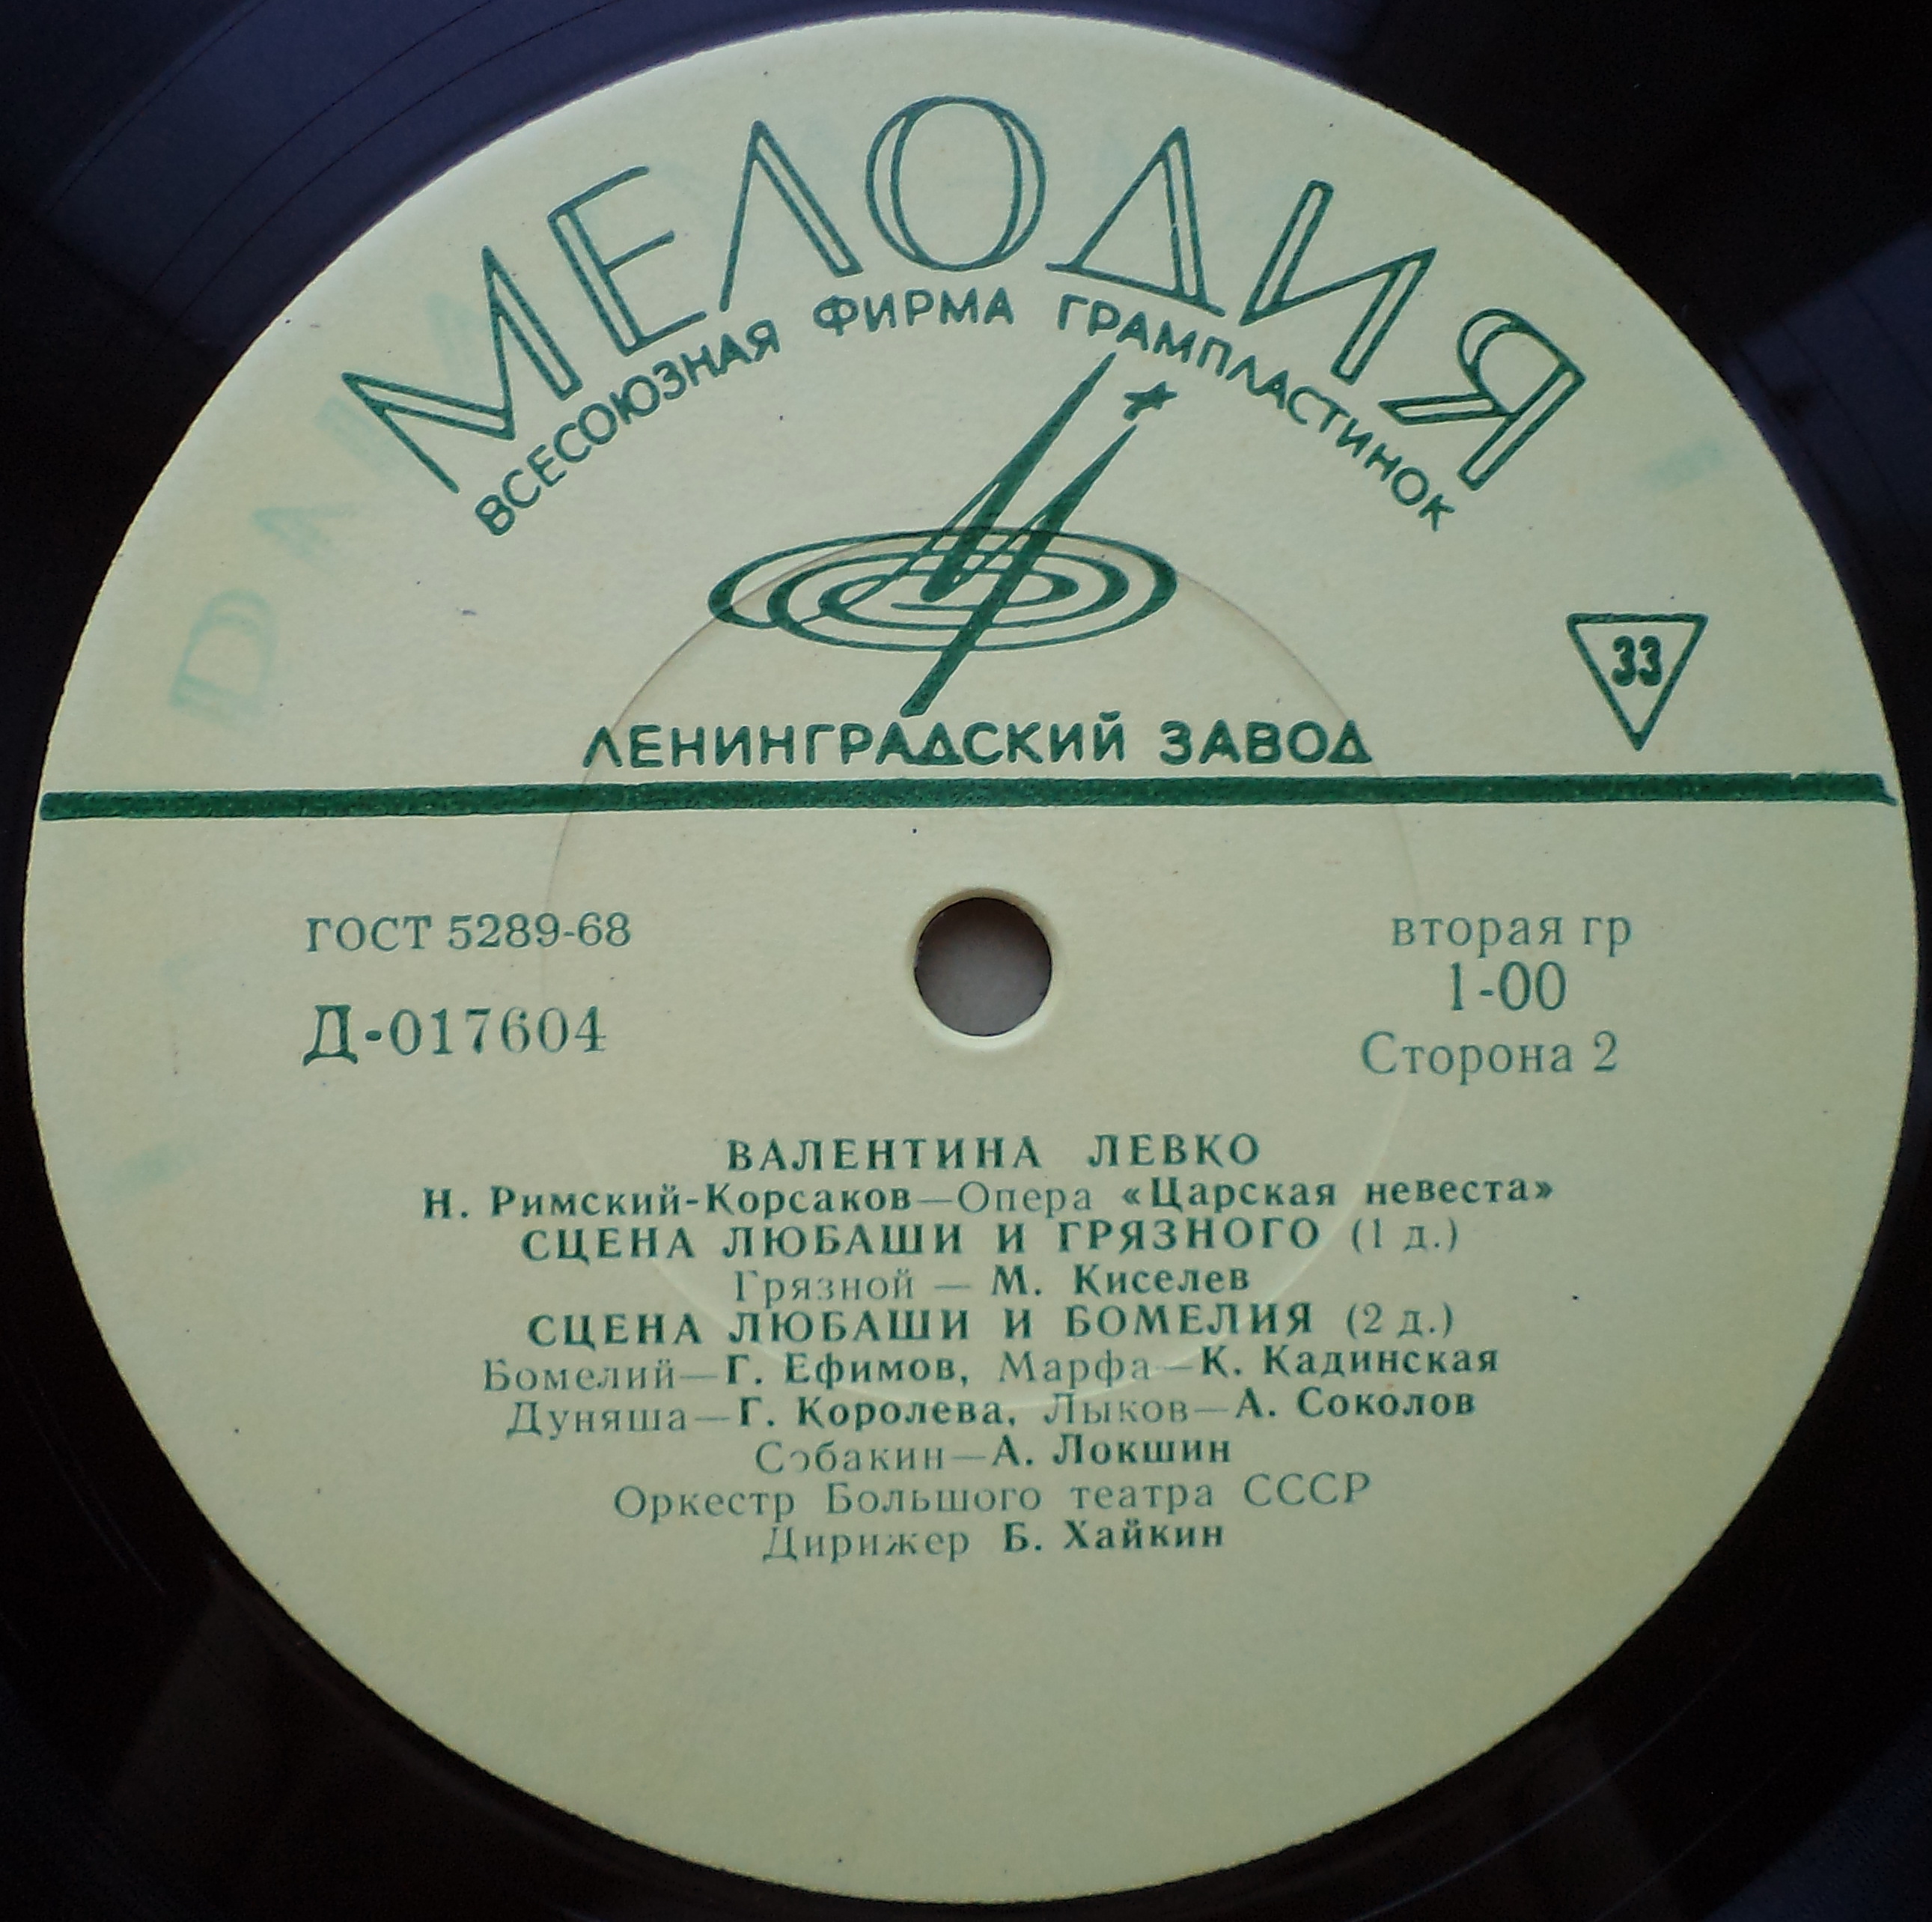 МЕЛОДИЯ
ВСЕСОЮЗНАЯ ФИРМА ГРАМПЛАСТИНОК
33
ЛЕНИНГРАДСКИЙ ЗАВОД
ГОСТ 5289-68
вторая гр
1-00
Д-017604
Сторона 2
ВАЛЕНТИНА ЛЕВКО
Н. Римский-Корсаков—Опера «Царская невеста»
СЦЕНА ЛЮБАШИ И ГРЯЗНОГО (1 д.)
Грязной — М. Киселев
СЦЕНА ЛЮБАШИ И БОМЕЛИЯ (2 д.)
Бомелий—Г. Ефимов, Марфа—К. Кадинская
Дуняша—Г. Королева, Лыков—А. Соколов
Собакин—А. Локшин
Оркестр Большого театра СССР
Дирижер Б. Хайкин